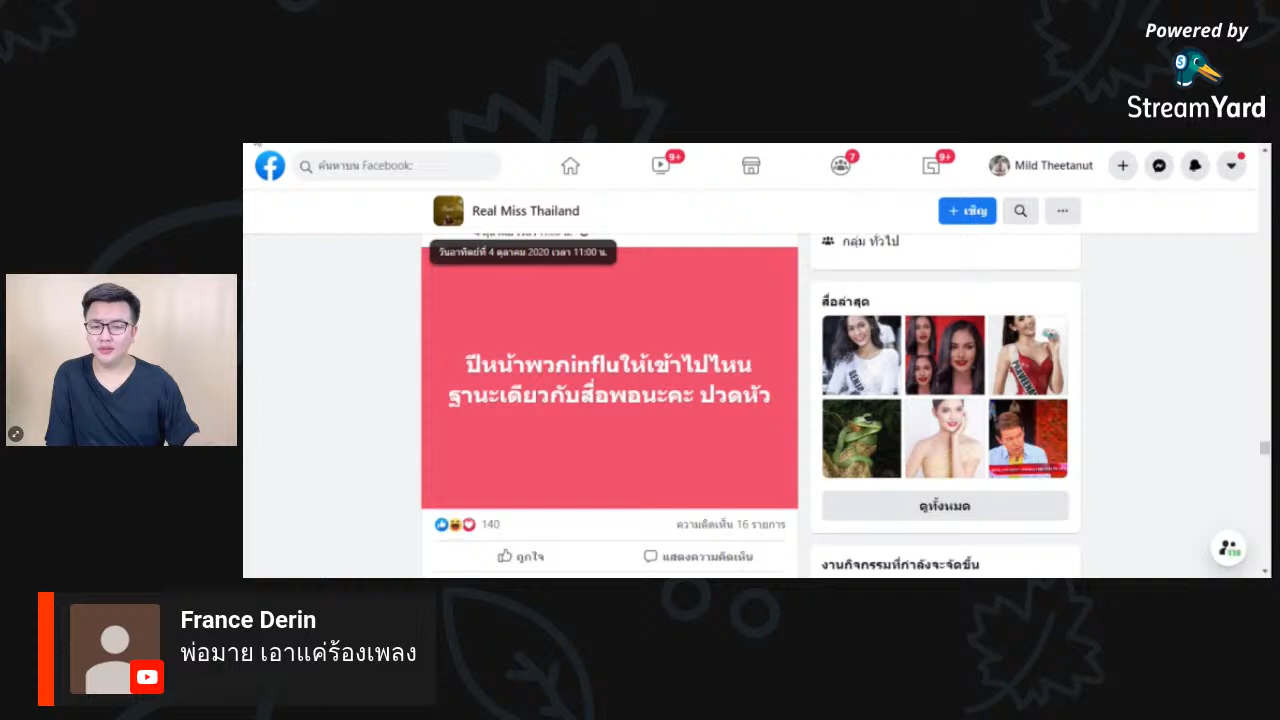 Powered by
StreamYard
ค้นหาบน Facebook
9+
7
9+
Mild Theetanut
Real Miss Thailand
+ เชิญ
วันอาทิตย์ที่ 4 ตุลาคม 2020 เวลา 11:00 น.
กลุ่ม ทั่วไป
สื่อล่าสุด
ปีหน้าพวกinfluให้เข้าไปไหน
ฐานะเดียวกับสื่อพอนะคะ ปวดหัว
ดูทั้งหมด
140
ความคิดเห็น 16 รายการ
ถูกใจ
แสดงความคิดเห็น
งานกิจกรรมที่กำลังจะจัดขึ้น
France Derin
พ่อมาย เอาแค่ร้องเพลง